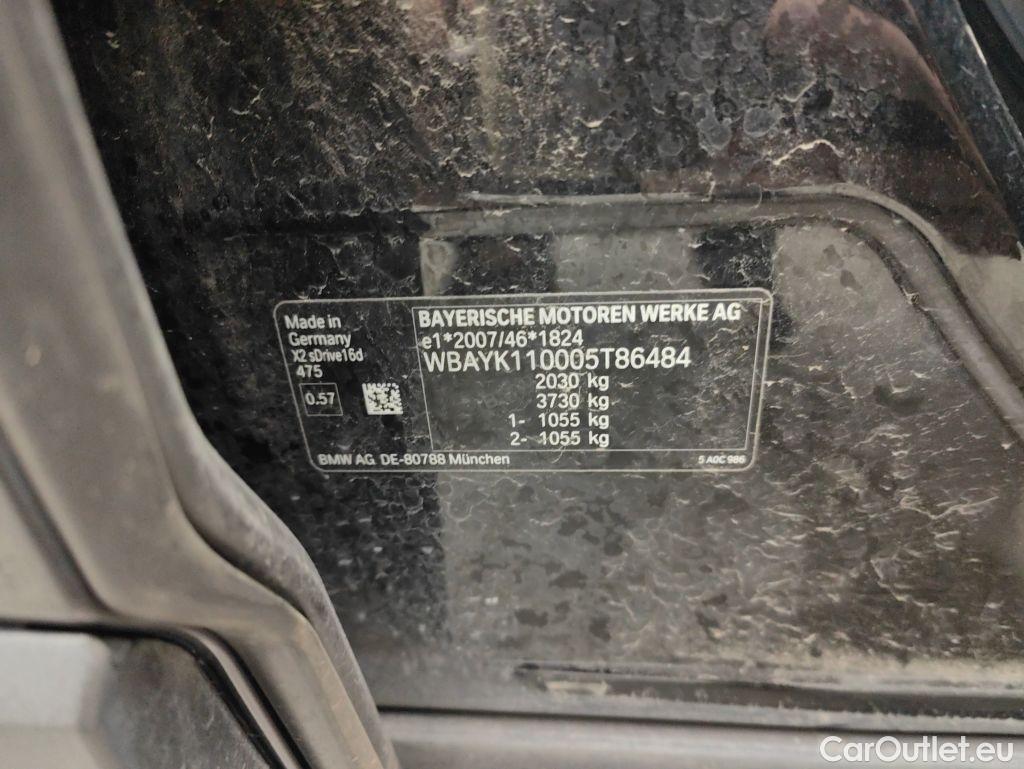 Made in
Germany
X2 sDrive16d
475
0.57
BAYERISCHE MOTOREN WERKE AG
e1*2007/46*1824
WBAYK110005T86484
2030 kg
3730 kg
1- 1055 kg
2- 1055 kg
BMW AG DE-80788 München
5 A0C 986
CarOutlet.eu